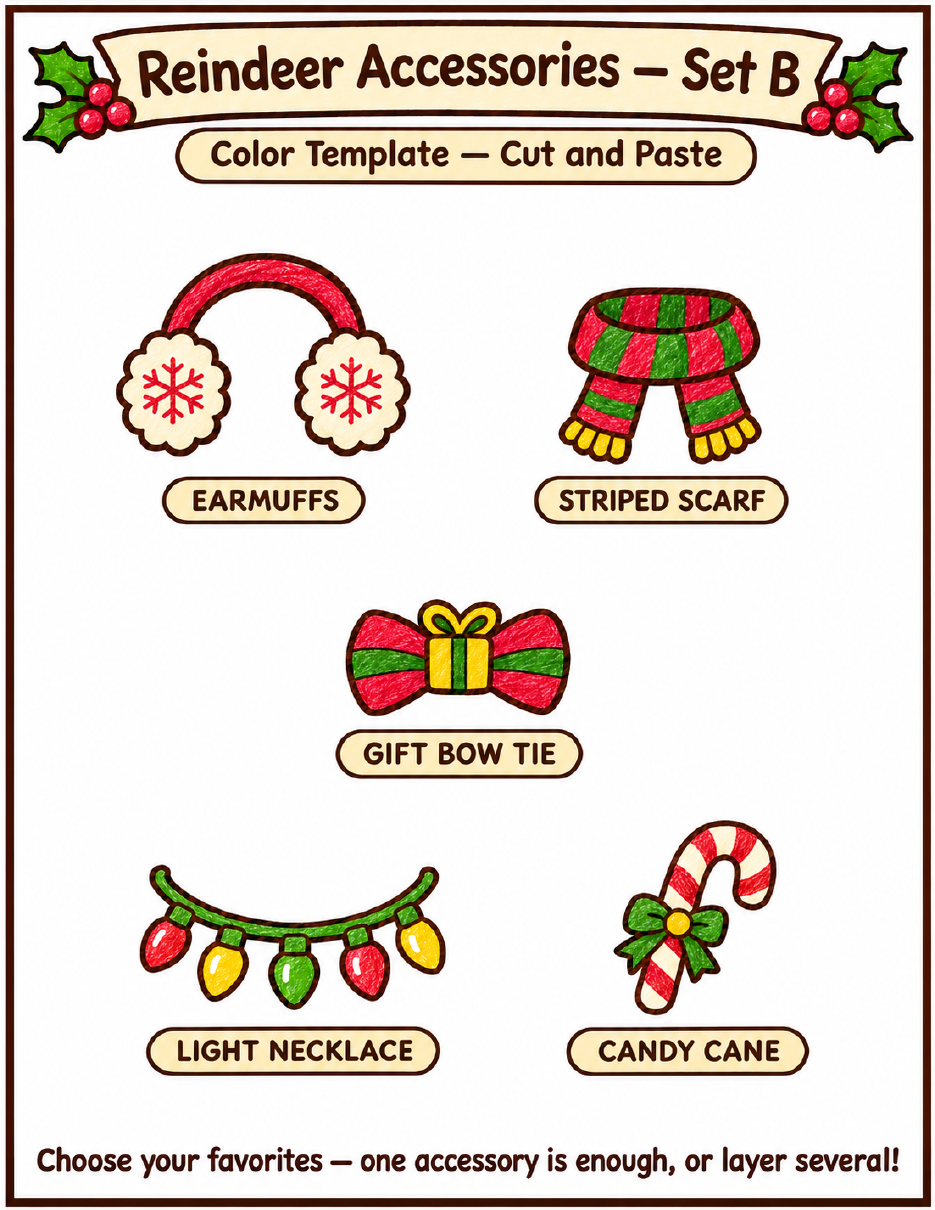 Reindeer Accessories – Set B
Color Template – Cut and Paste
EARMUFFS
STRIPED SCARF
GIFT BOW TIE
LIGHT NECKLACE
CANDY CANE
Choose your favorites – one accessory is enough, or layer several!